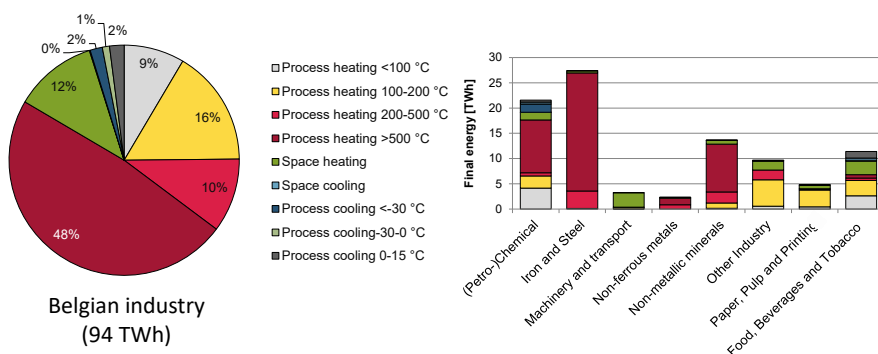 1%
0%
2%
2%
9%
12%
16%
10%
48%
Belgian industry
(94 TWh)
Process heating <100 °C
Process heating 100-200 °C
Process heating 200-500 °C
Process heating >500 °C
Space heating
Space cooling
Process cooling <-30 °C
Process cooling-30-0 °C
Process cooling 0-15 °C
Final energy [TWh]
30
25
20
15
10
5
0
(Petro-)Chemical
Iron and Steel
Machinery and transport
Non-ferrous metals
Non-metallic minerals
Other Industry
Paper, Pulp and Printing
Food, Beverages and Tobacco